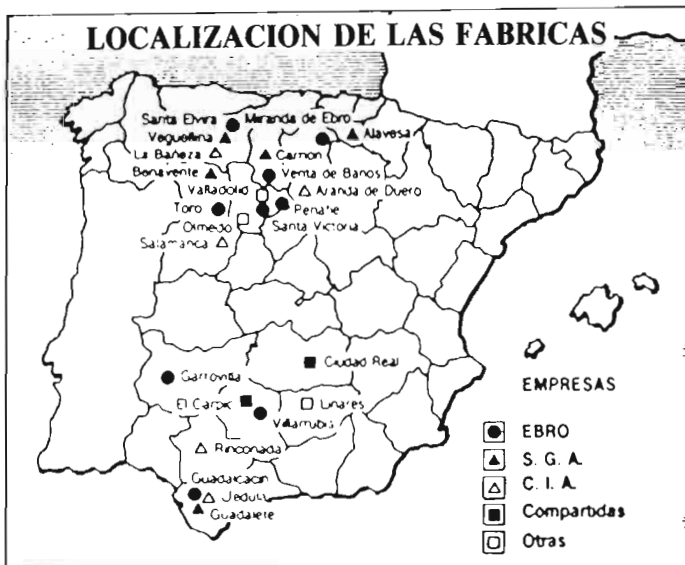 LOCALIZACION DE LAS FABRICAS
Santa Elvira
Miranda de Ebro
Veguellina
Alavesa
La Bañeza
Carrion
Benavente
Venta de Banos
Valladolid
Aranda de Duero
Toro
Peñafiel
Olmedo
Santa Victoria
Salamanca
Ciudad Real
Garrovilla
El Carpio
Linares
Villarrubia
Rinconada
Guadalcacin
Jedula
Guadalete
EMPRESAS
EBRO
S. G. A.
C. I. A.
Compartidas
Otras